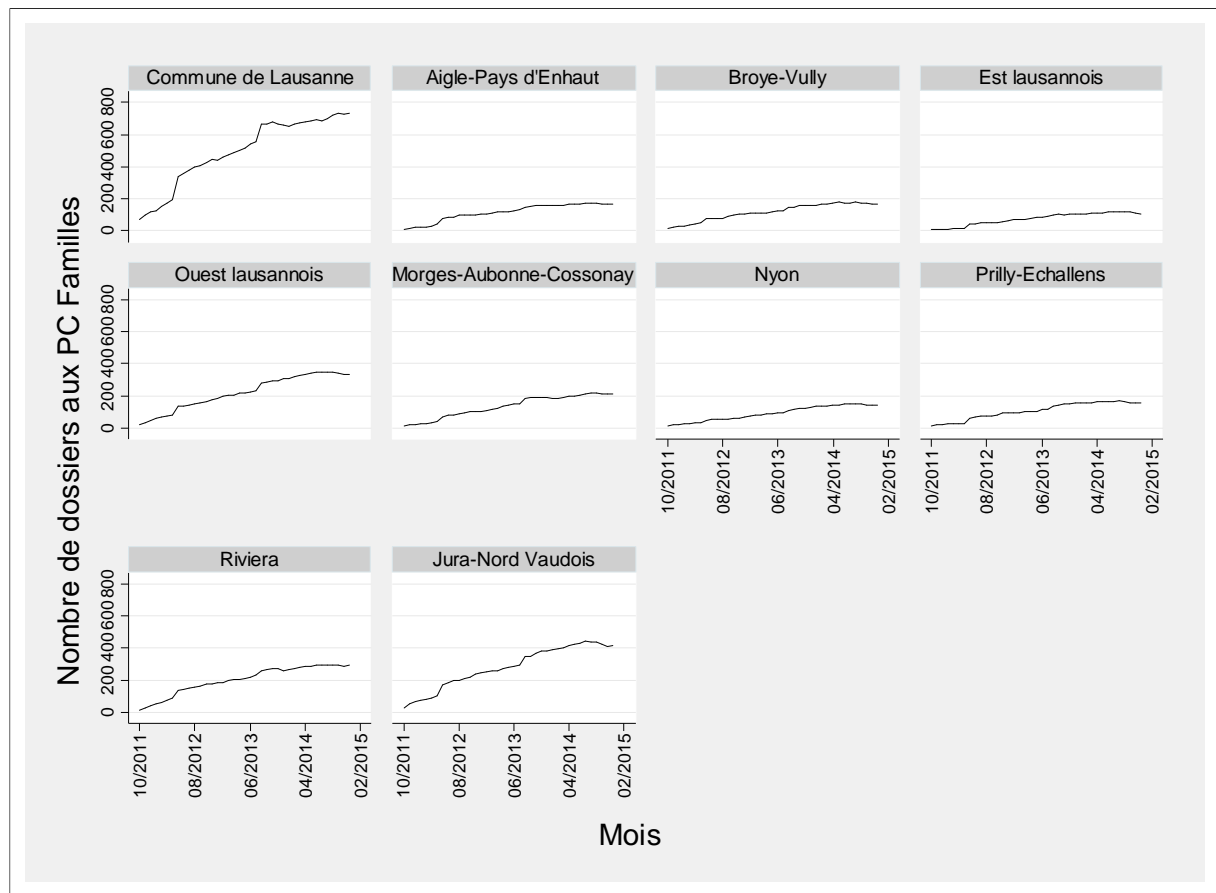 Nombre de dossiers aux PC Familles
Commune de Lausanne
Aigle-Pays d'Enhaut
Broye-Vully
Est lausannois
0 200 400 600 800
Ouest lausannois
Morges-Aubonne-Cossonay
Nyon
Prilly-Echallens
0 200 400 600 800
10/2011 08/2012 06/2013 04/2014 02/2015
10/2011 08/2012 06/2013 04/2014 02/2015
Riviera
Jura-Nord Vaudois
0 200 400 600 800
10/2011 08/2012 06/2013 04/2014 02/2015
10/2011 08/2012 06/2013 04/2014 02/2015
Mois